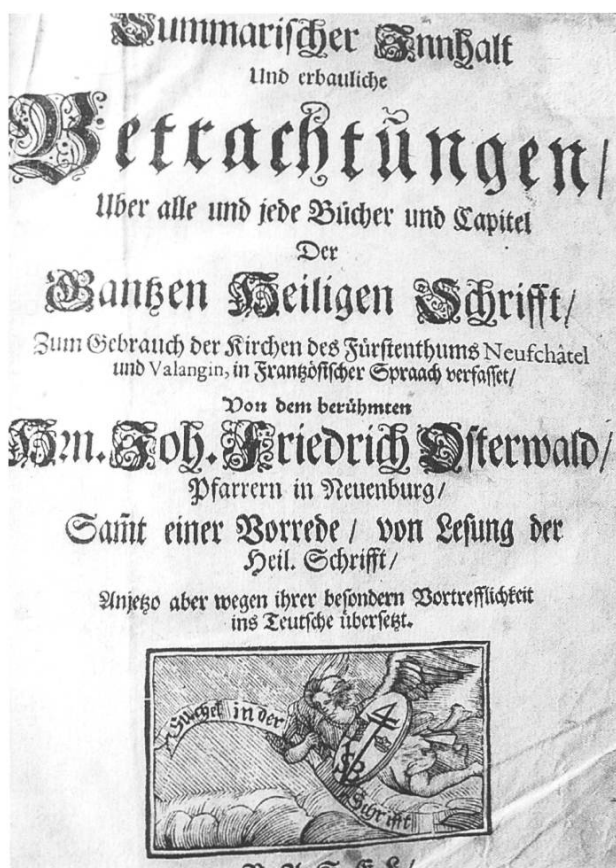 Summarischer Innhalt
Und erbauliche
Betrachtũngen/
Uber alle und jede Bücher und Capitel
Der
Gantzen Heiligen Schrifft/
Zum Gebrauch der Kirchen des Fürstenthums Neufchâtel
und Valangin, in Frantzösischer Spraach verfasset/
Von dem berühmten
Hrn. Joh. Friedrich Osterwald/
Pfarrern in Neuenburg/
Sam̃t einer Vorrede / von Lesung der
Heil. Schrifft/
Anjetzo aber wegen ihrer besondern Vortrefflichkeit
ins Teutsche übersetzt.
in der
Schrifft
BASEL/